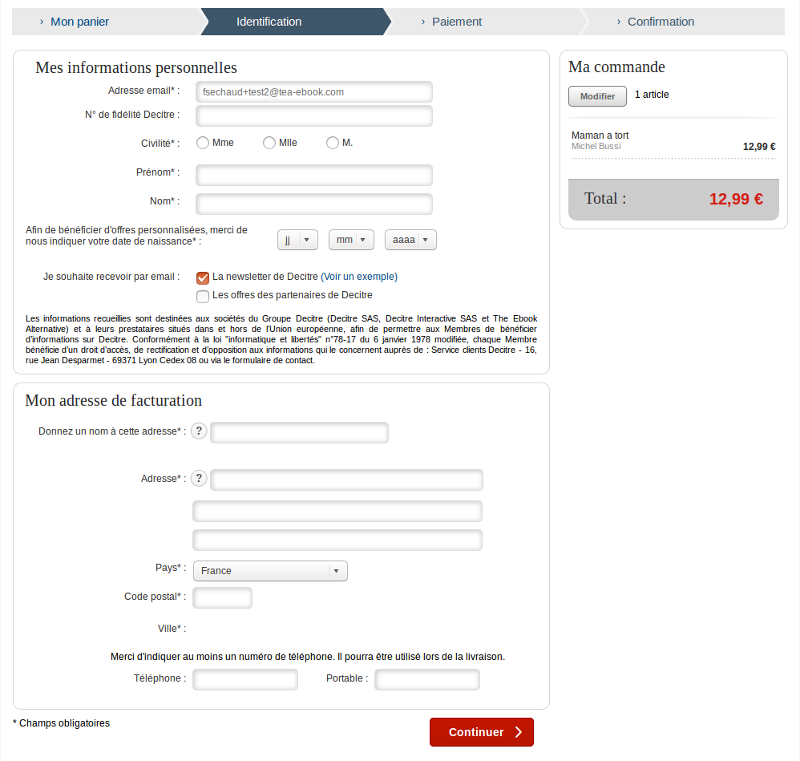 › Mon panier
Identification
› Paiement
› Confirmation
Mes informations personnelles
Adresse email* :
fsechaud+test2@tea-ebook.com
N° de fidélité Decitre :
Civilité* :
Mme
Mlle
M.
Prénom* :
Nom* :
Afin de bénéficier d'offres personnalisées, merci de
nous indiquer votre date de naissance* :
jj
mm
aaaa
Je souhaite recevoir par email :
La newsletter de Decitre (Voir un exemple)
Les offres des partenaires de Decitre
Les informations recueillies sont destinées aux sociétés du Groupe Decitre (Decitre SAS, Decitre Interactive SAS et The Ebook
Alternative) et à leurs prestataires situés dans et hors de l'Union européenne, afin de permettre aux Membres de bénéficier
d'informations sur Decitre. Conformément à la loi "informatique et libertés" n°78-17 du 6 janvier 1978 modifiée, chaque Membre
bénéficie d'un droit d'accès, de rectification et d'opposition aux informations qui le concernent auprès de : Service clients Decitre - 16,
rue Jean Desparmet - 69371 Lyon Cedex 08 ou via le formulaire de contact.
Mon adresse de facturation
Donnez un nom à cette adresse* :
?
Adresse* :
?
Pays* :
France
Code postal* :
Ville* :
Merci d'indiquer au moins un numéro de téléphone. Il pourra être utilisé lors de la livraison.
Téléphone :
Portable :
* Champs obligatoires
Continuer
Ma commande
Modifier
1 article
Maman a tort
Michel Bussi
12,99 €
Total :
12,99 €